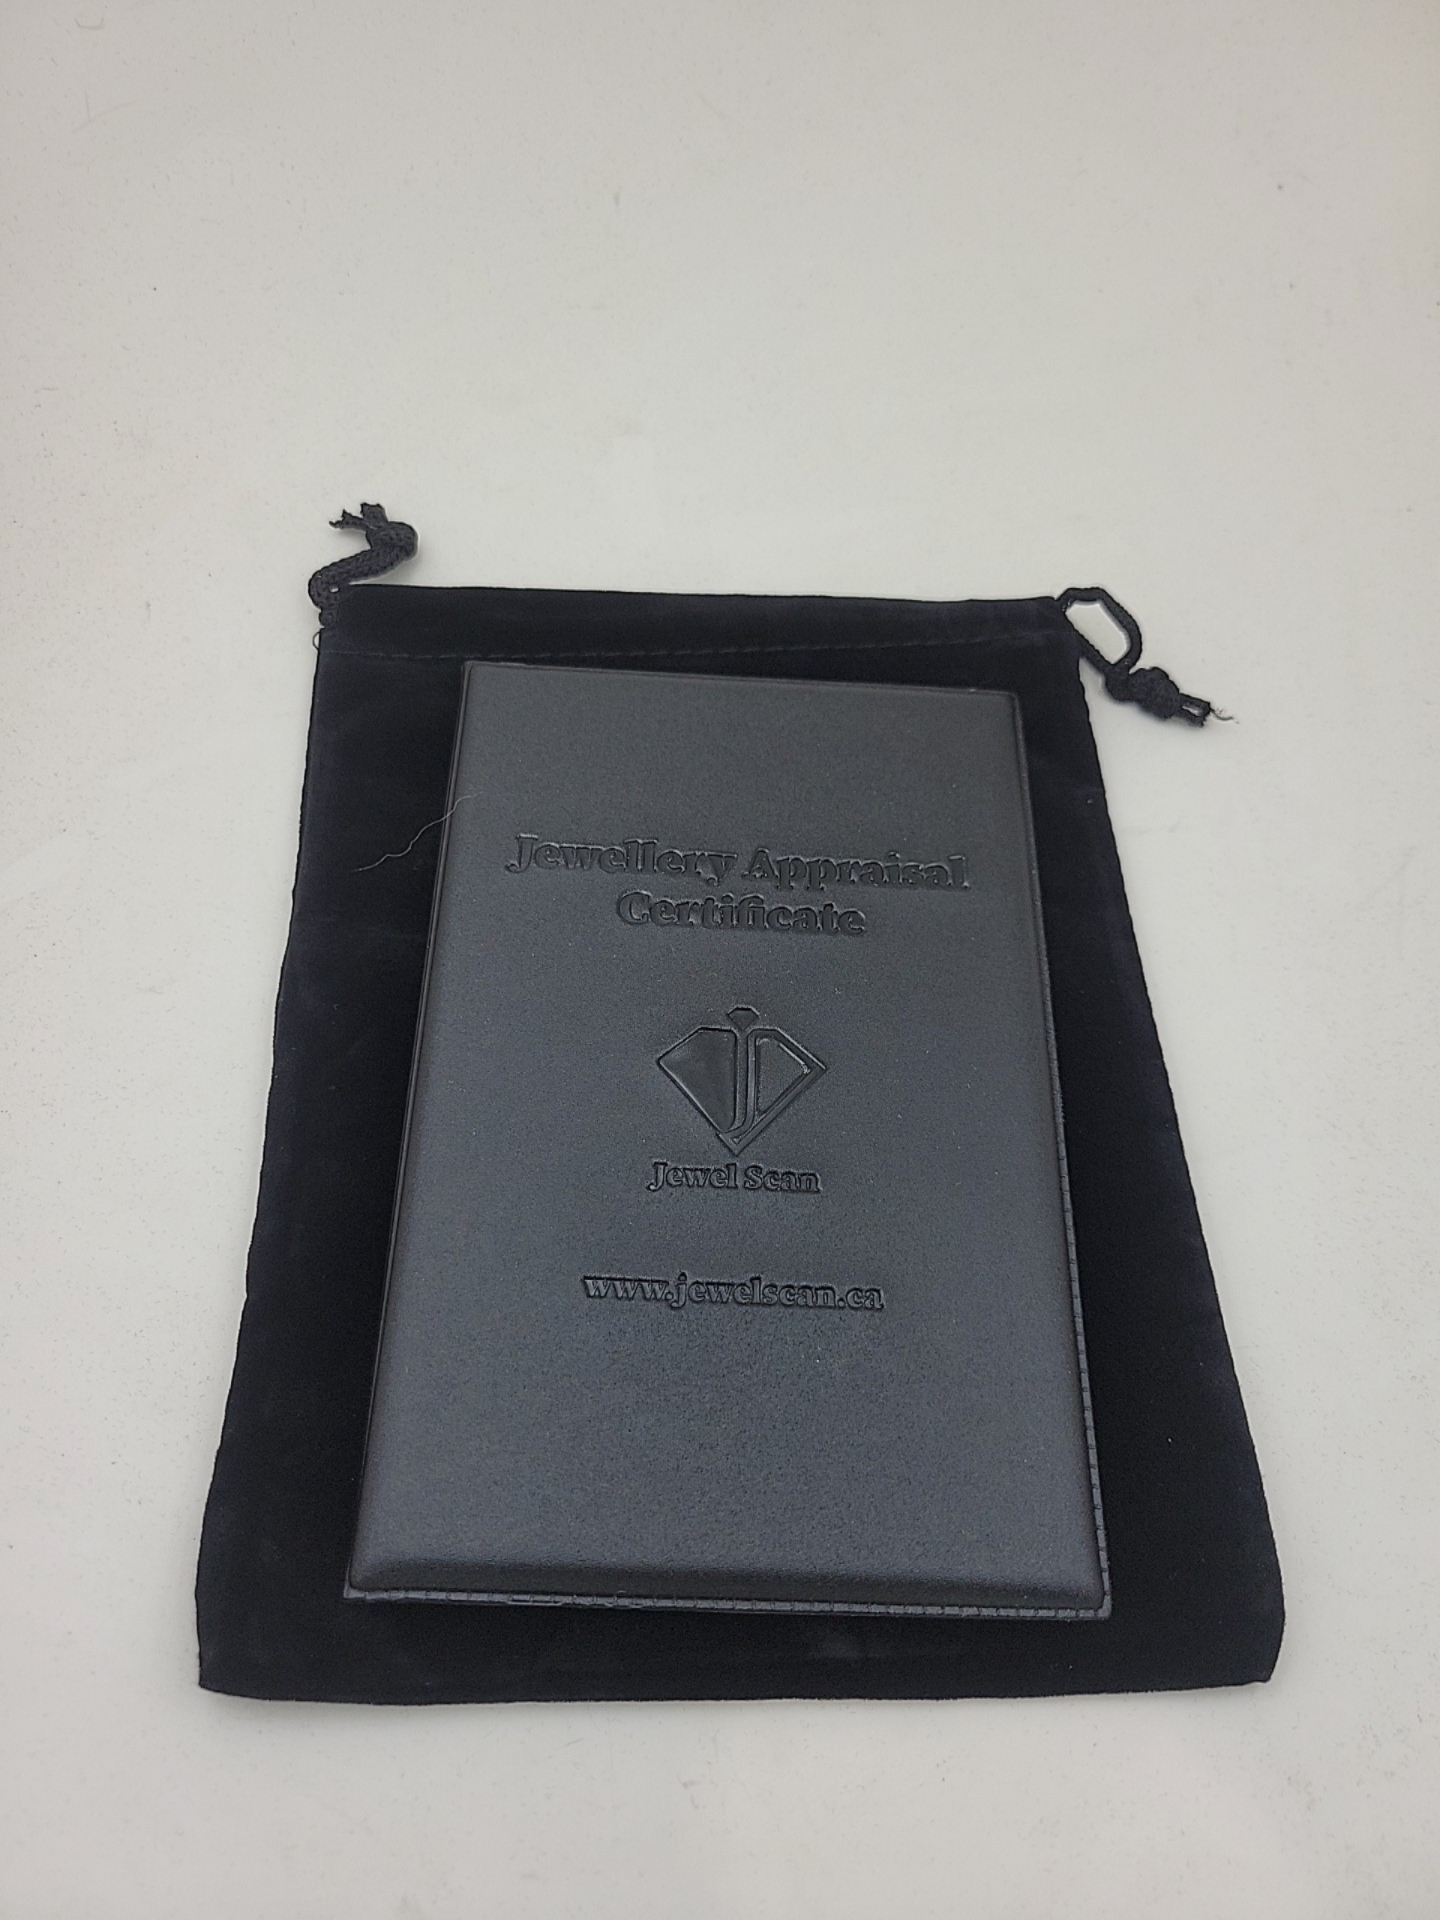 Jewellery Appraisal
Certificate
Jewel Scan
www.jewelscan.ca